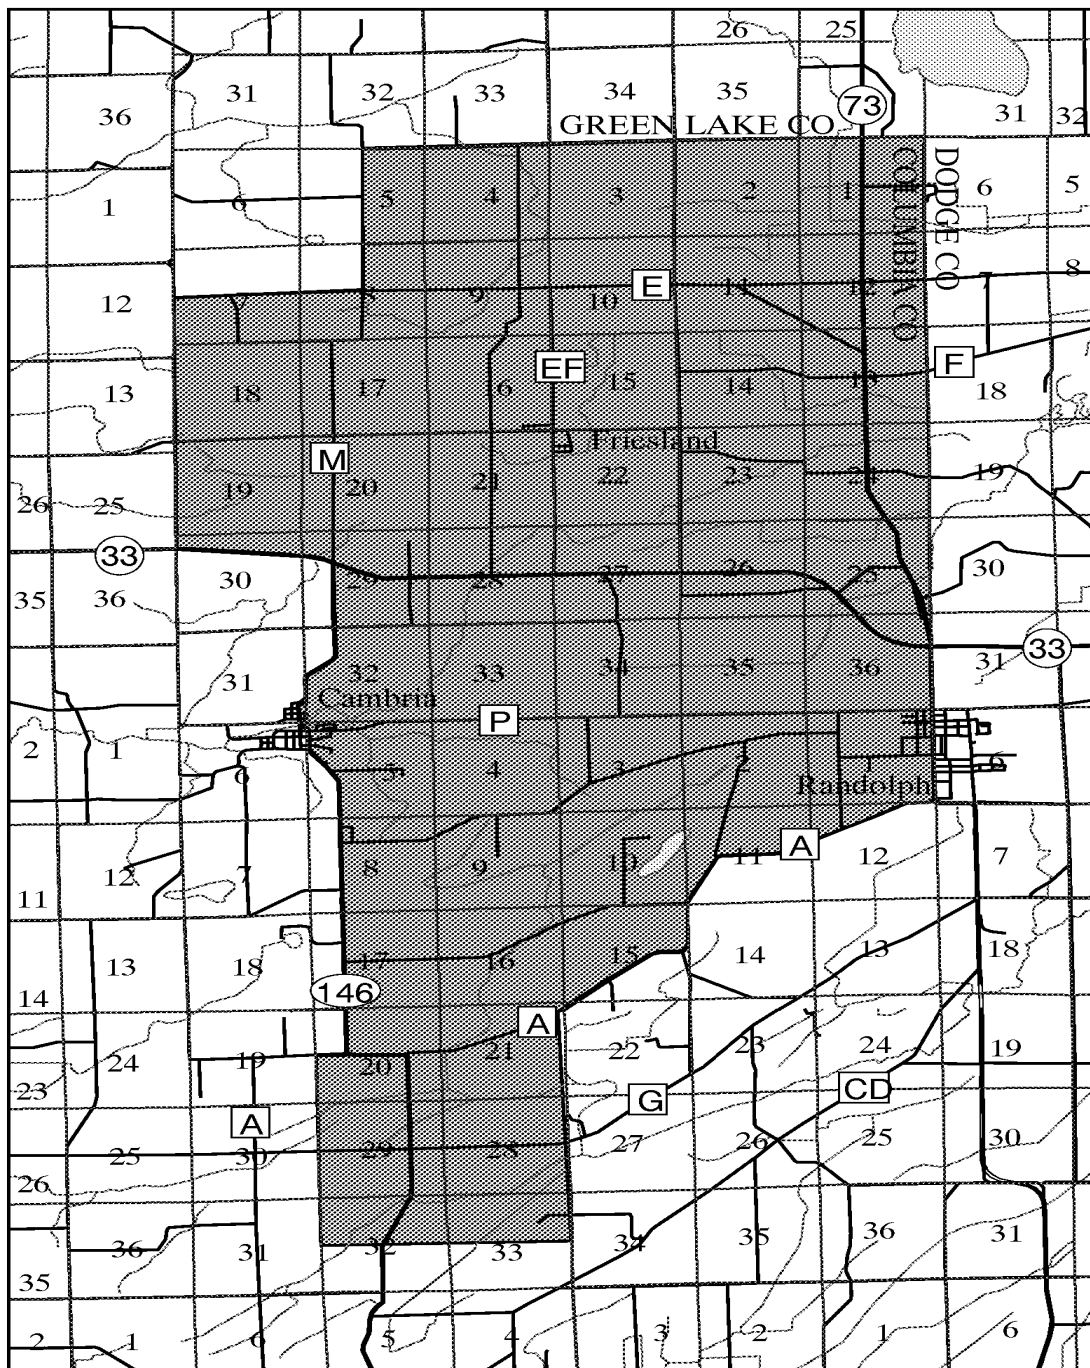 26 25
31 32 33 34 35 73 31 32
36
GREEN LAKE CO
1 6 5 4 3 2 1 COLUMBIA CO DODGE CO 6 5
12 7 8 9 E 10 11 12 7 8
13 18 17 16 EF 15 14 13 F 18
M Friesland
26 25 19 20 21 22 23 24 19
33
35 36 30 29 28 27 26 25 30
31 32 33 34 35 36 31 33
Cambria
P
2 1 6 5 4 3 2 1 6
Randolph
A
11 12 7 8 9 10 11 12 7
14 13 18 17 16 15 14 13 18
146
A
23 24 19 20 21 22 23 24 19
A G CD
26 25 30 29 28 27 26 25 30
35 36 31 32 33 34 35 36 31
2 1 6 5 4 3 2 1 6